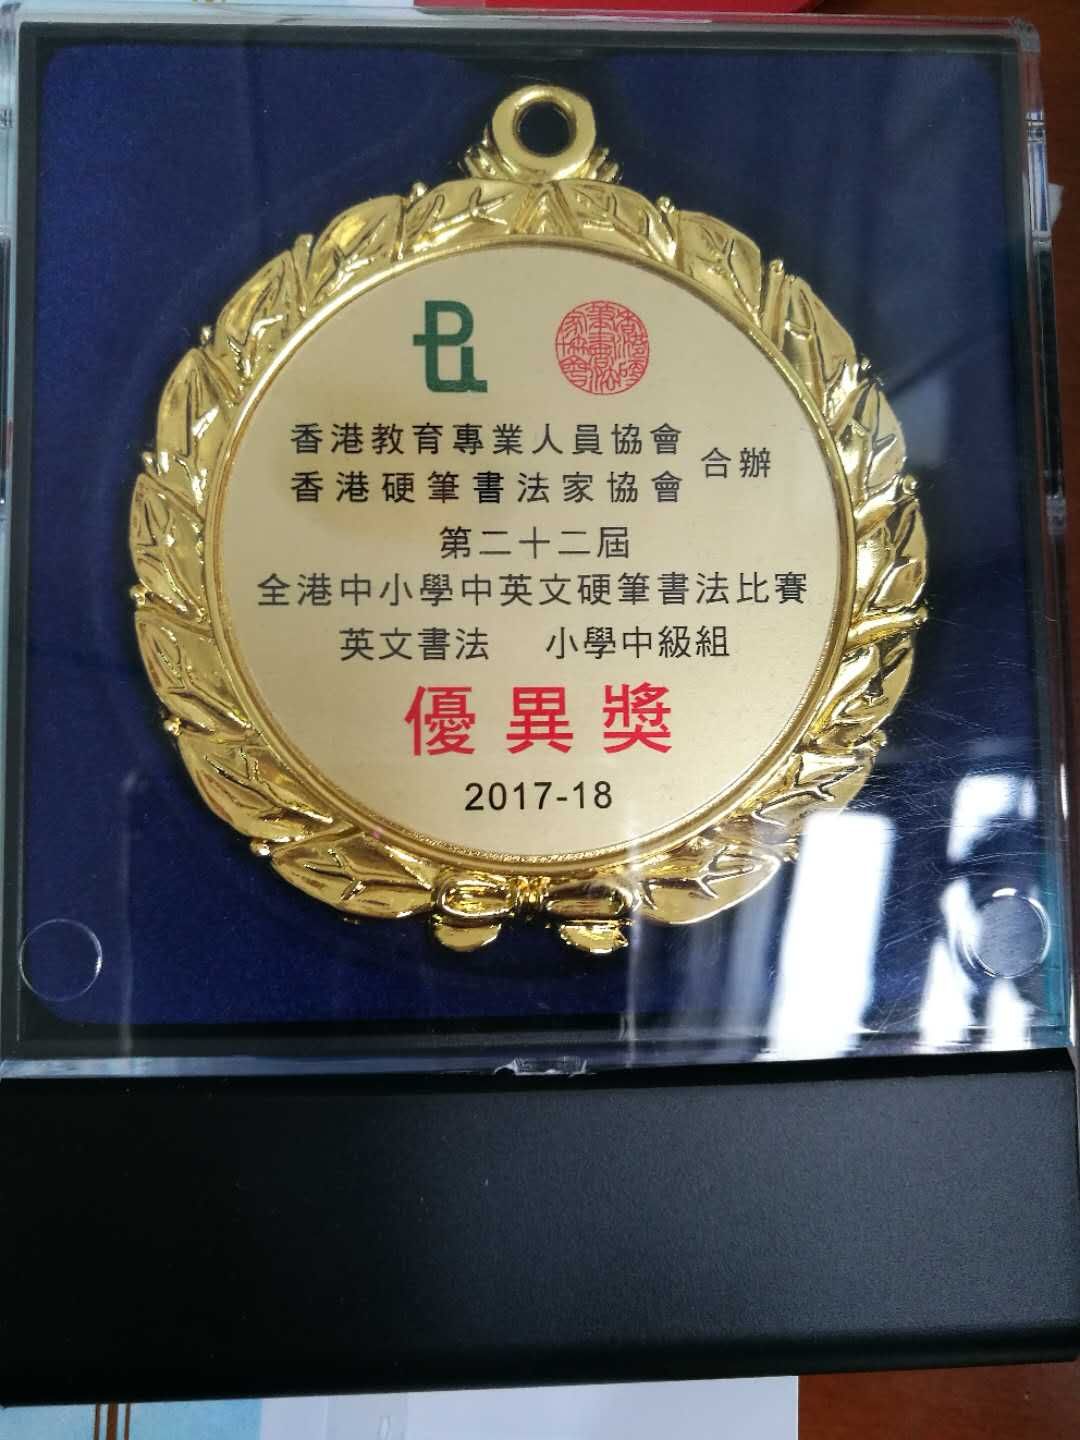 香港教育專業人員協會
香港硬筆書法家協會
合辦
第二十二屆
全港中小學中英文硬筆書法比賽
英文書法 小學中級組
優異獎
2017-18